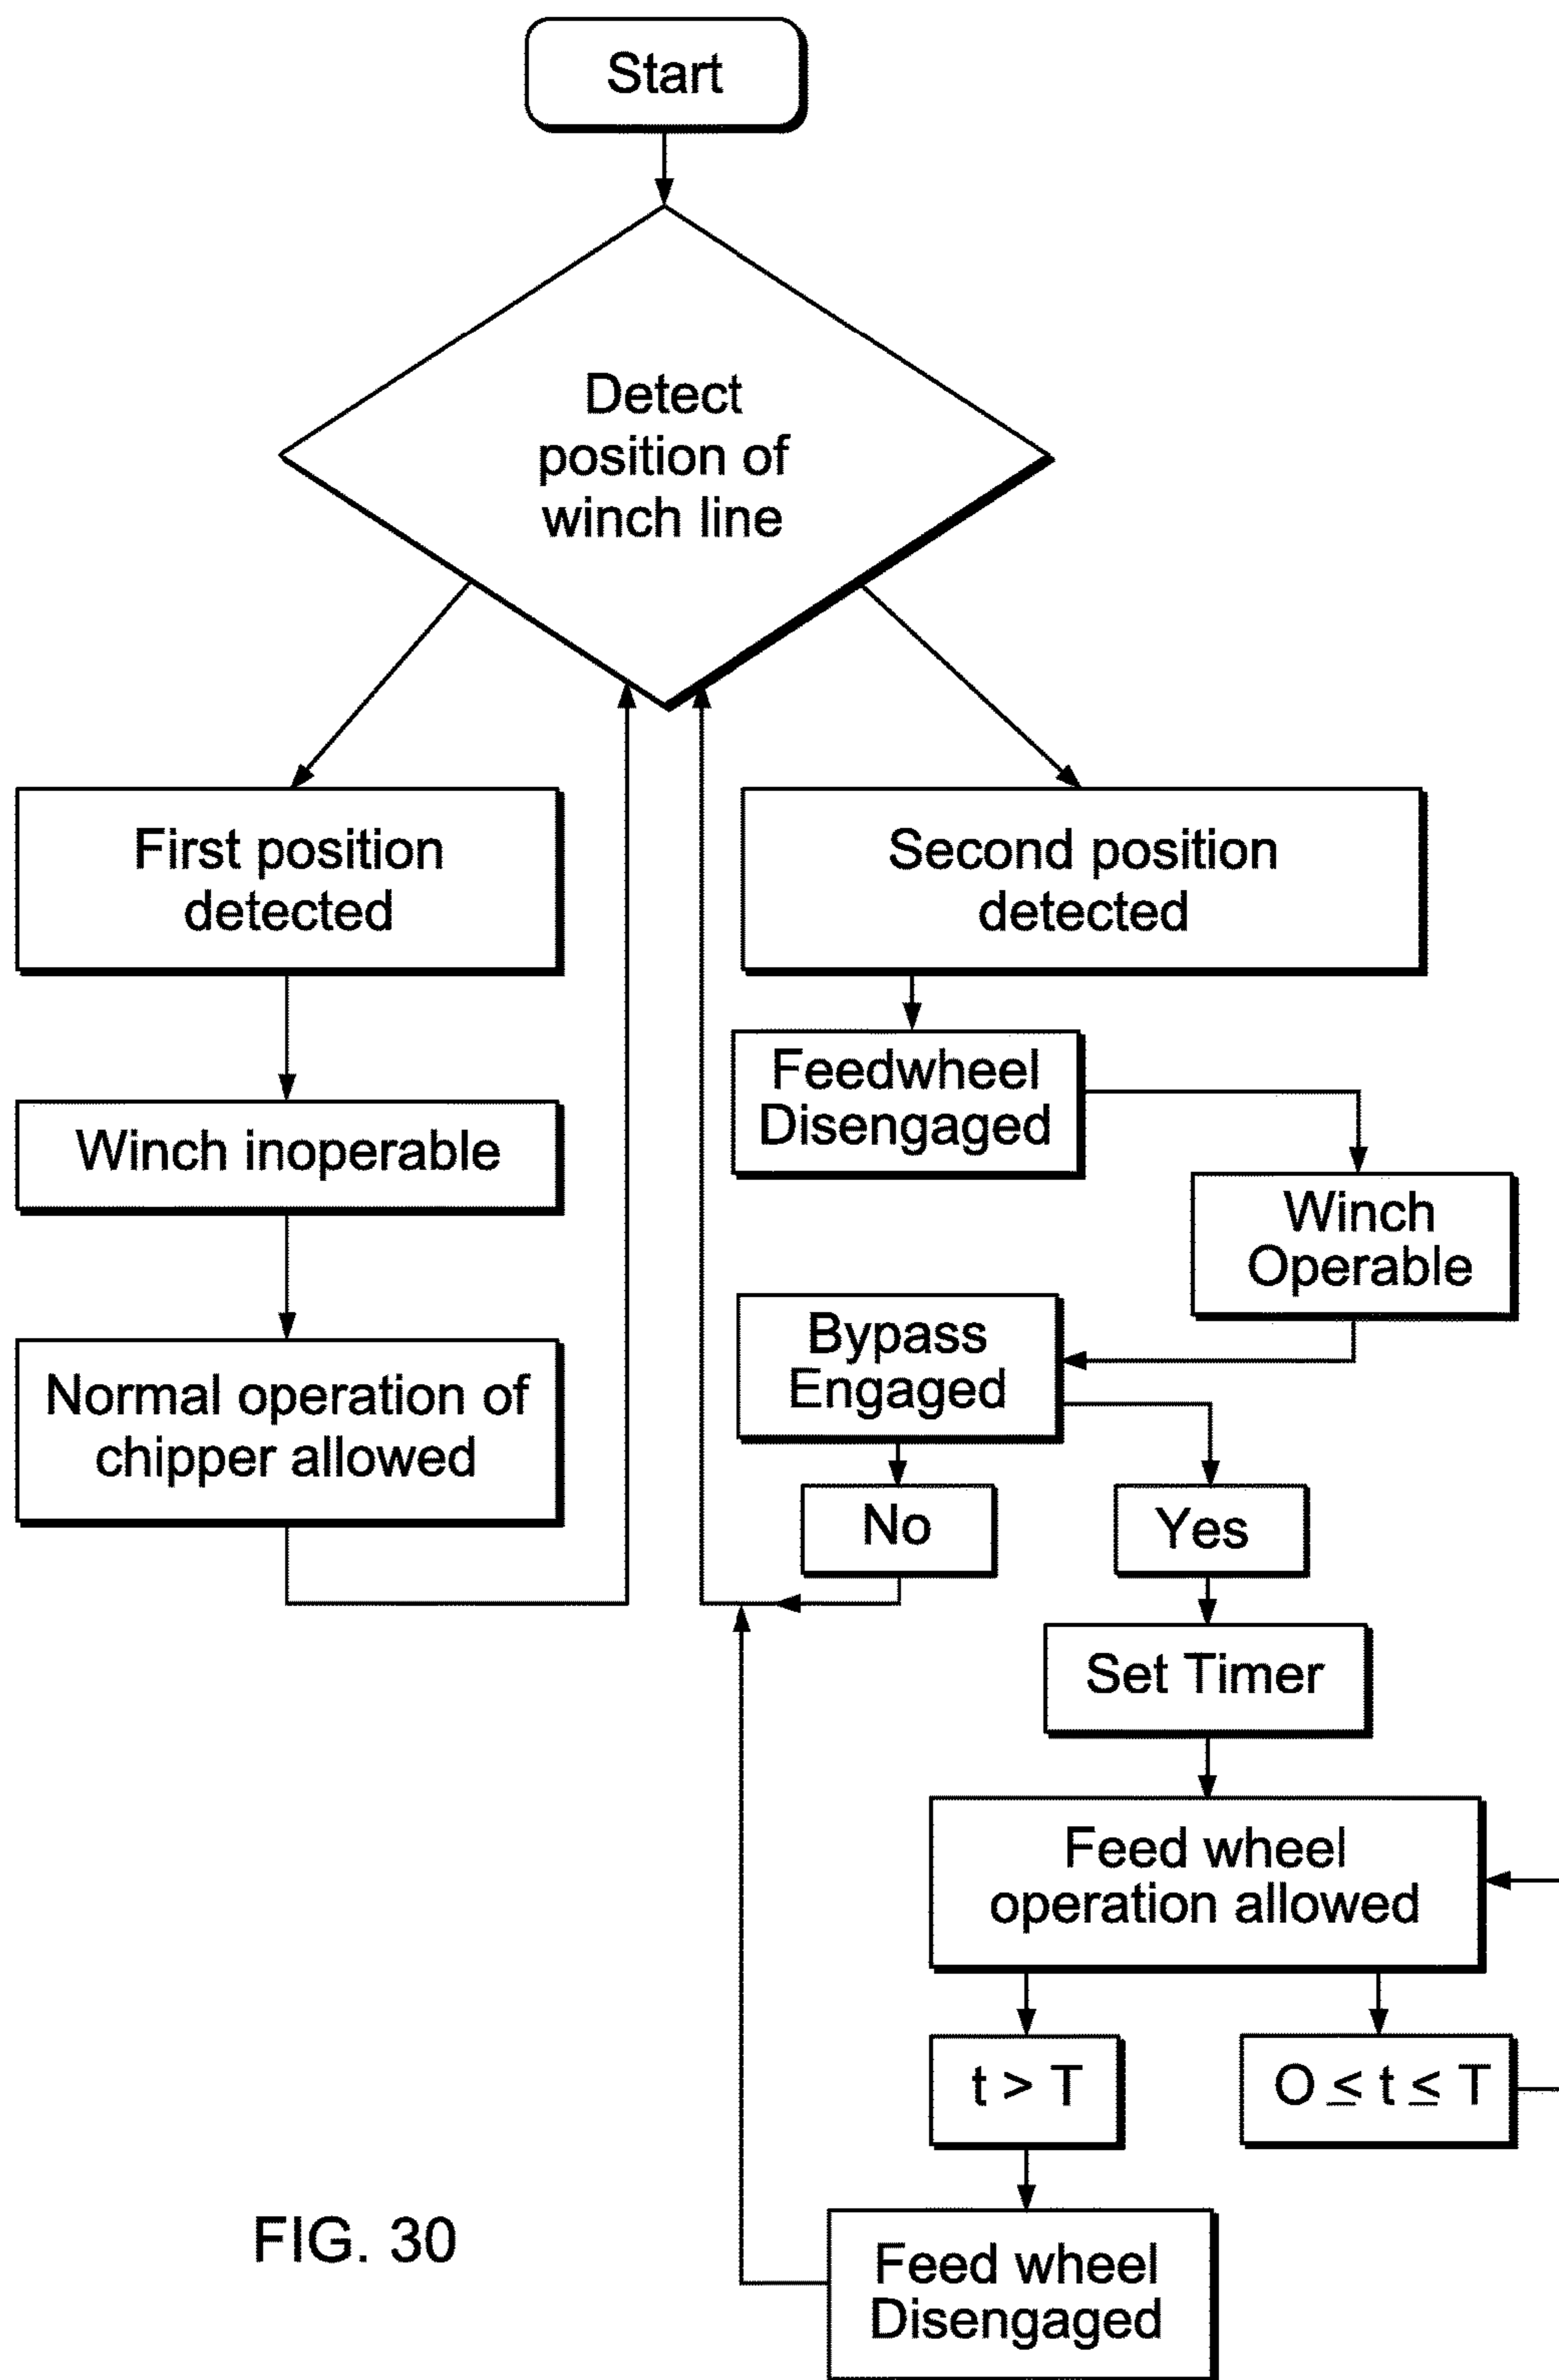 Start
Detect
position of
winch line
First position
detected
Second position
detected
Feedwheel
Disengaged
Winch inoperable
Winch
Operable
Bypass
Engaged
Normal operation of
chipper allowed
No
Yes
Set Timer
Feed wheel
operation allowed
t > T
O ≤ t ≤ T
Feed wheel
Disengaged
FIG. 30